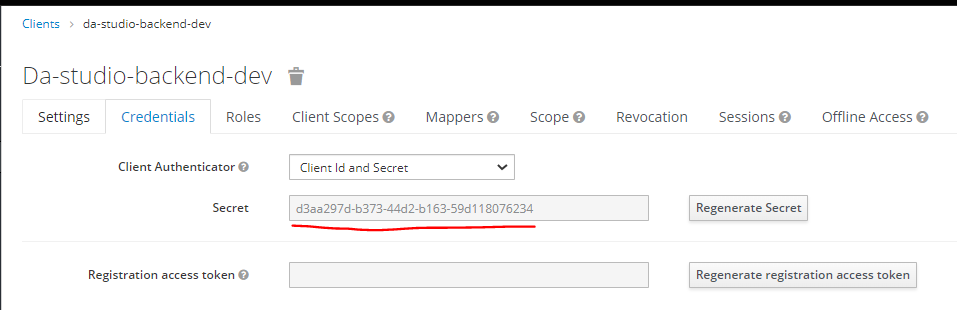 Clients > da-studio-backend-dev
Da-studio-backend-dev
Settings Credentials Roles Client Scopes Mappers Scope Revocation Sessions Offline Access
Client Authenticator Client Id and Secret
Secret d3aa297d-b373-44d2-b163-59d118076234 Regenerate Secret
Registration access token Regenerate registration access token